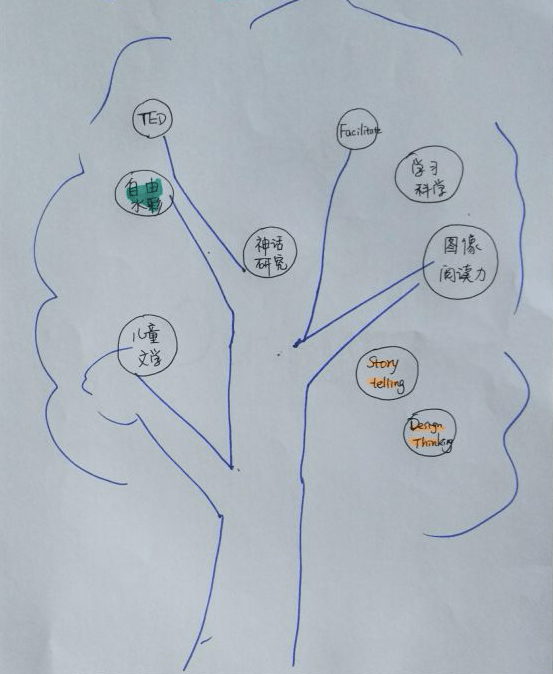 TED
Facilitate
学习
科学
自由
水彩
神话
研究
图像
阅读力
儿童
文学
Story
telling
Design
Thinking